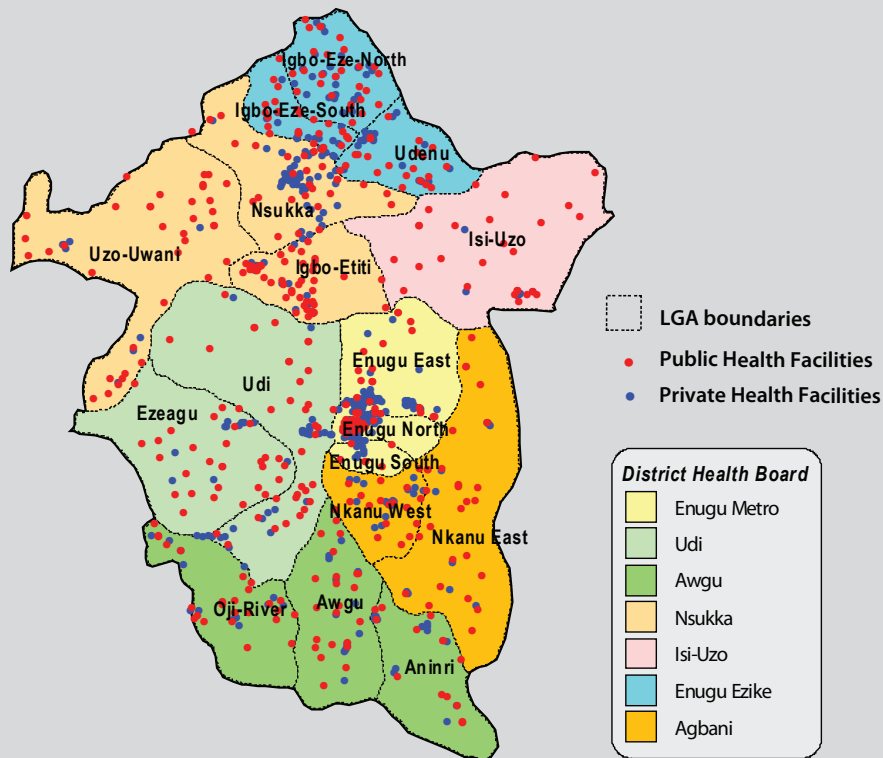 Igbo-Eze-North
Igbo-Eze-South
Udenu
Nsukka
Isi-Uzo
Uzo-Uwani
Igbo-Etiti
LGA boundaries
Public Health Facilities
Private Health Facilities
Enugu East
Udi
Ezeagu
Enugu North
Enugu South
Nkanu West
Nkanu East
Oji-River
Awgu
Aninri
District Health Board
Enugu Metro
Udi
Awgu
Nsukka
Isi-Uzo
Enugu Ezike
Agbani